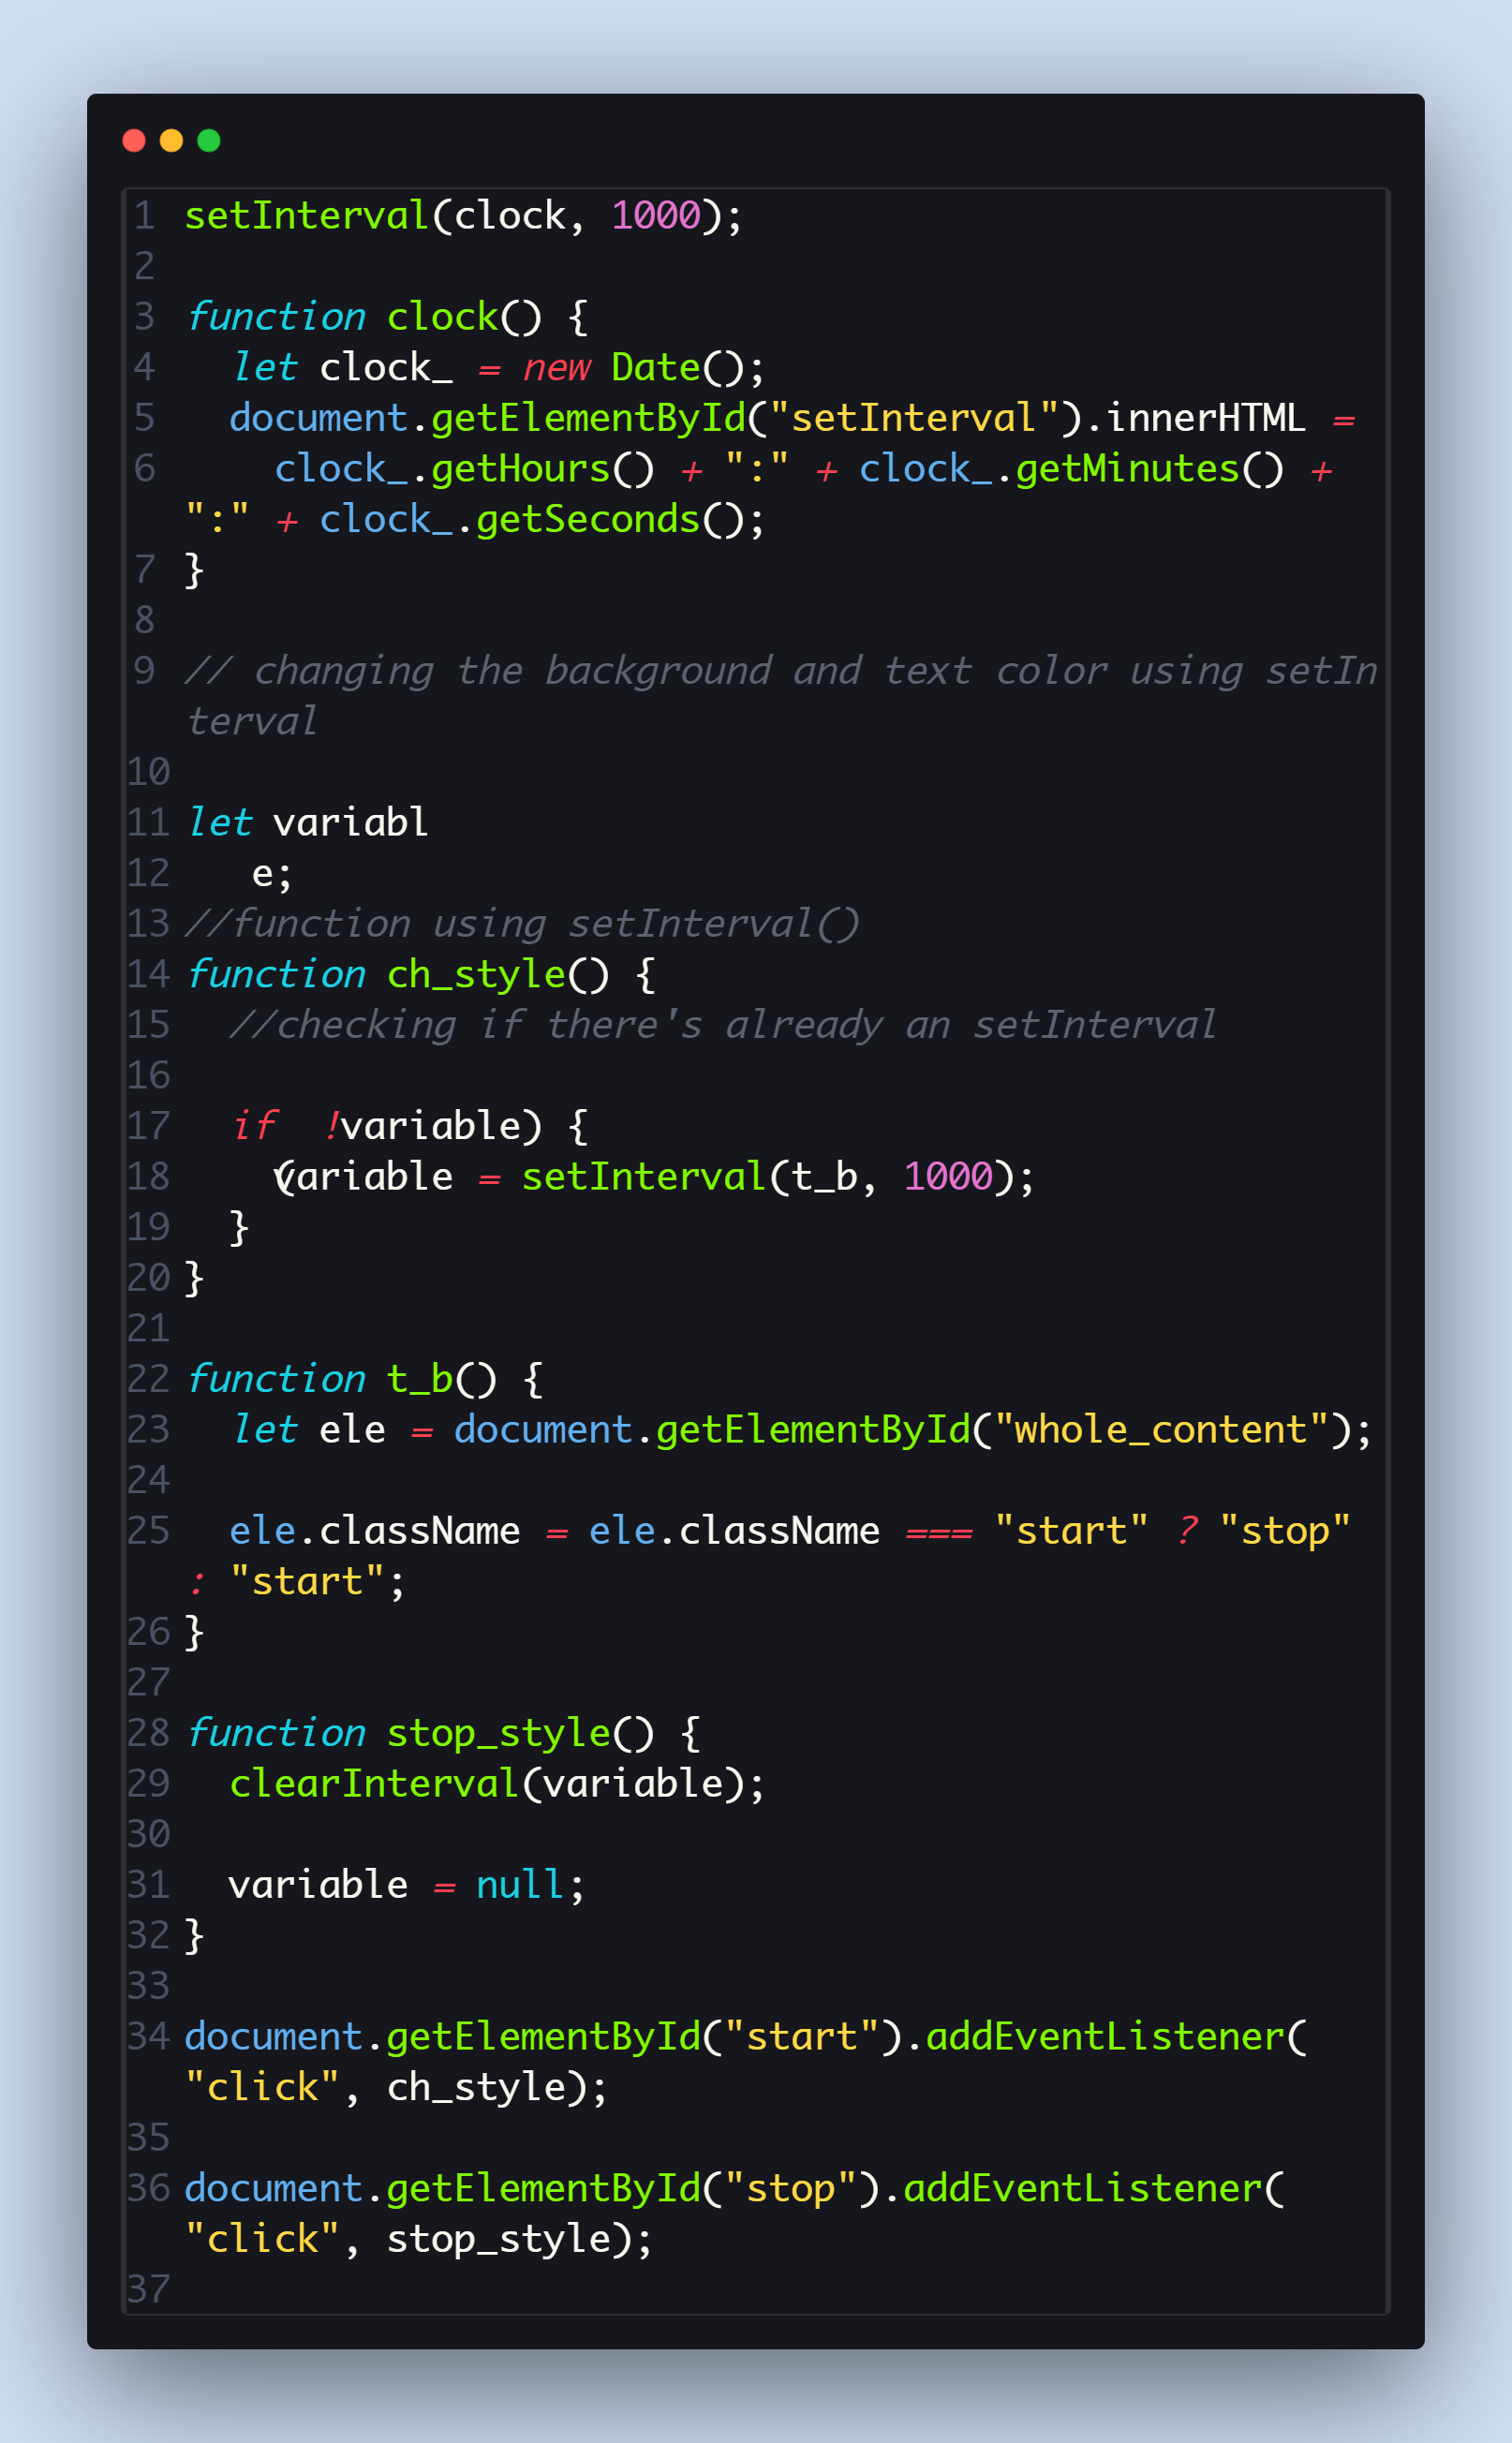 1 setInterval(clock, 1000);
2
3 function clock() {
4   let clock_ = new Date();
5   document.getElementById("setInterval").innerHTML =
6     clock_.getHours() + ":" + clock_.getMinutes() +
":" + clock_.getSeconds();
7 }
8
9 // changing the background and text color using setIn
terval
10
11 let variabl
12    e;
13 //function using setInterval()
14 function ch_style() {
15   //checking if there's already an setInterval
16
17   if  !variable) {
18     (variable = setInterval(t_b, 1000);
19   }
20 }
21
22 function t_b() {
23   let ele = document.getElementById("whole_content");
24
25   ele.className = ele.className === "start" ? "stop"
: "start";
26 }
27
28 function stop_style() {
29   clearInterval(variable);
30
31   variable = null;
32 }
33
34 document.getElementById("start").addEventListener(
"click", ch_style);
35
36 document.getElementById("stop").addEventListener(
"click", stop_style);
37